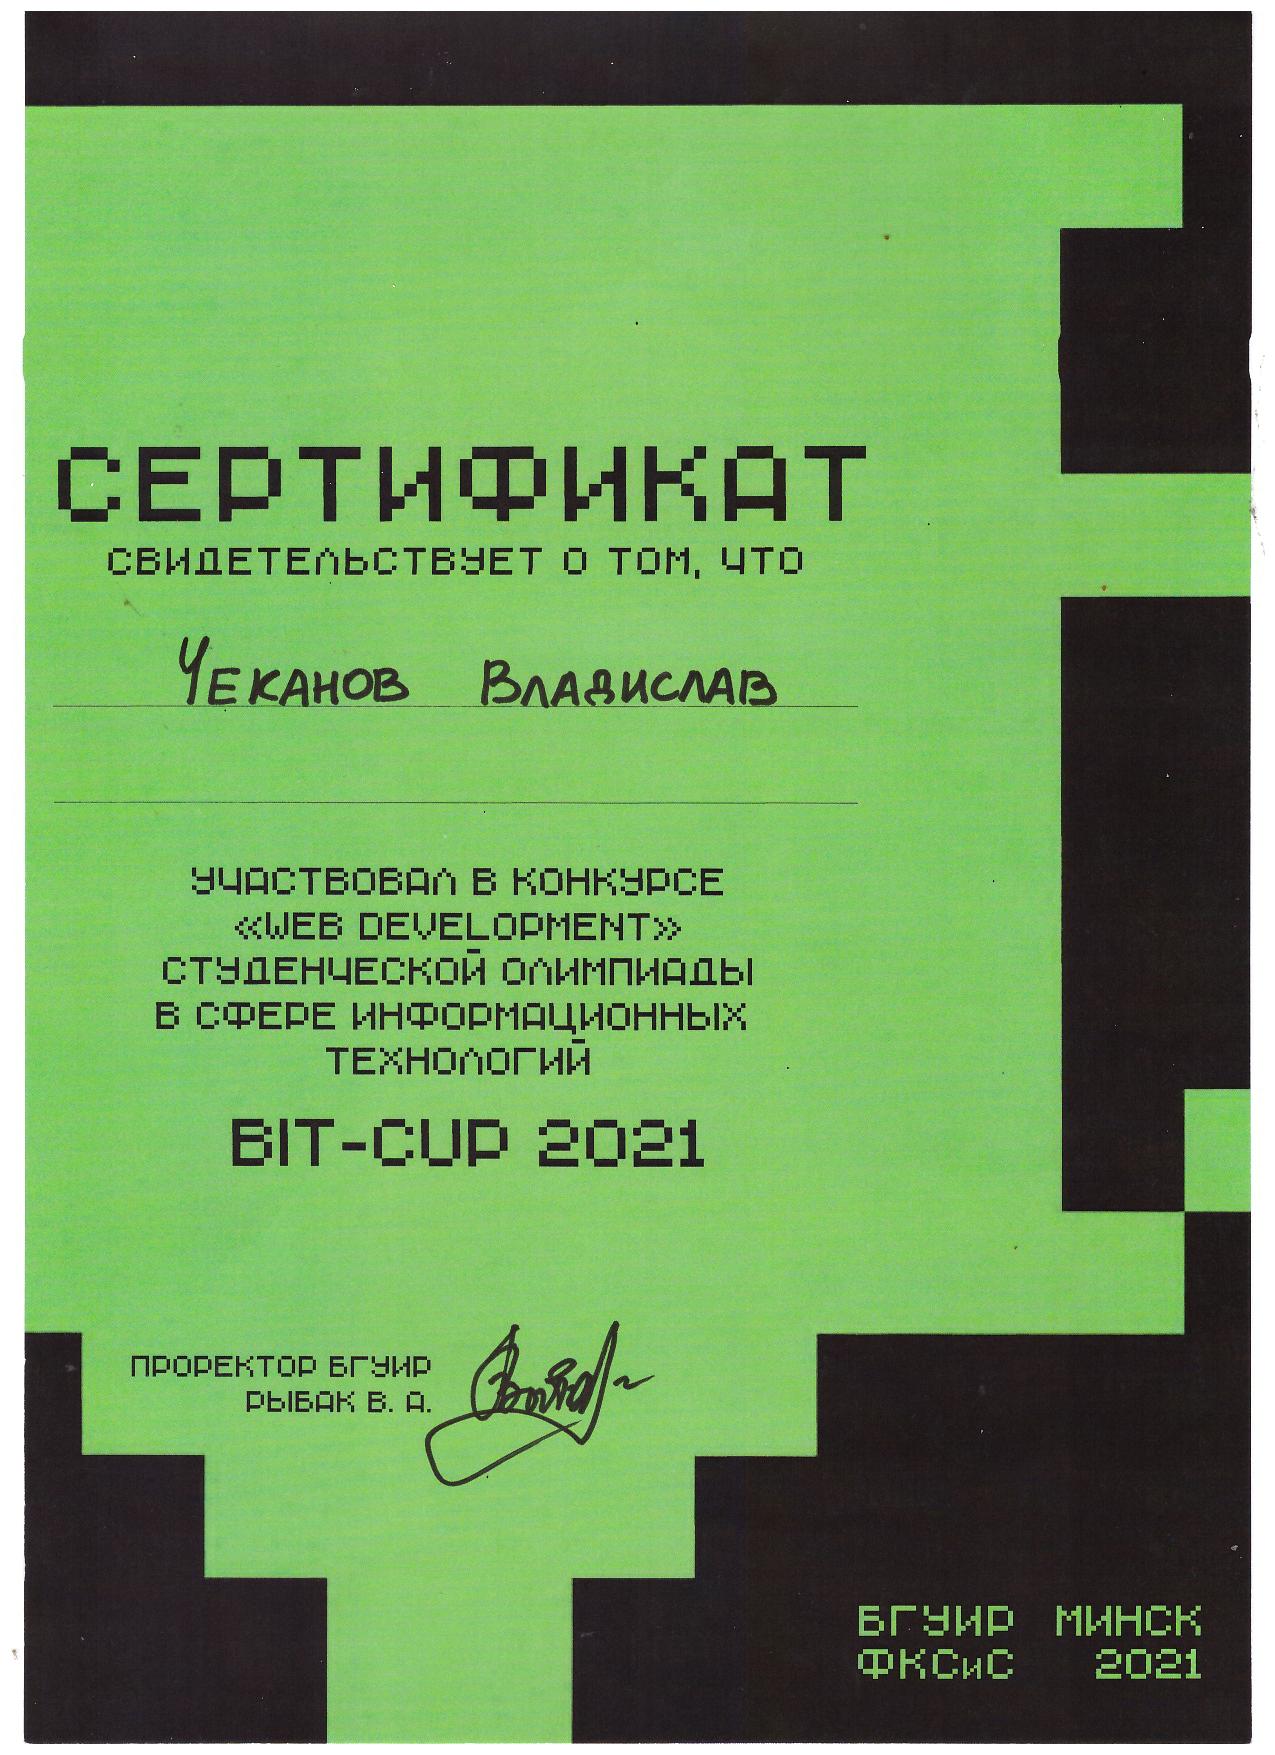 СЕРТИФИКАТ
СВИДЕТЕЛЬСТВУЕТ О ТОМ, ЧТО
ЧЕКАНОВ ВЛАДИСЛАВ
УЧАСТВОВАЛ В КОНКУРСЕ
«WEB DEVELOPMENT»
СТУДЕНЧЕСКОЙ ОЛИМПИАДЫ
В СФЕРЕ ИНФОРМАЦИОННЫХ
ТЕХНОЛОГИЙ
BIT-CUP 2021
ПРОРЕКТОР БГУИР
РЫБАК В. А.
БГУИР МИНСК
ФКСиС 2021